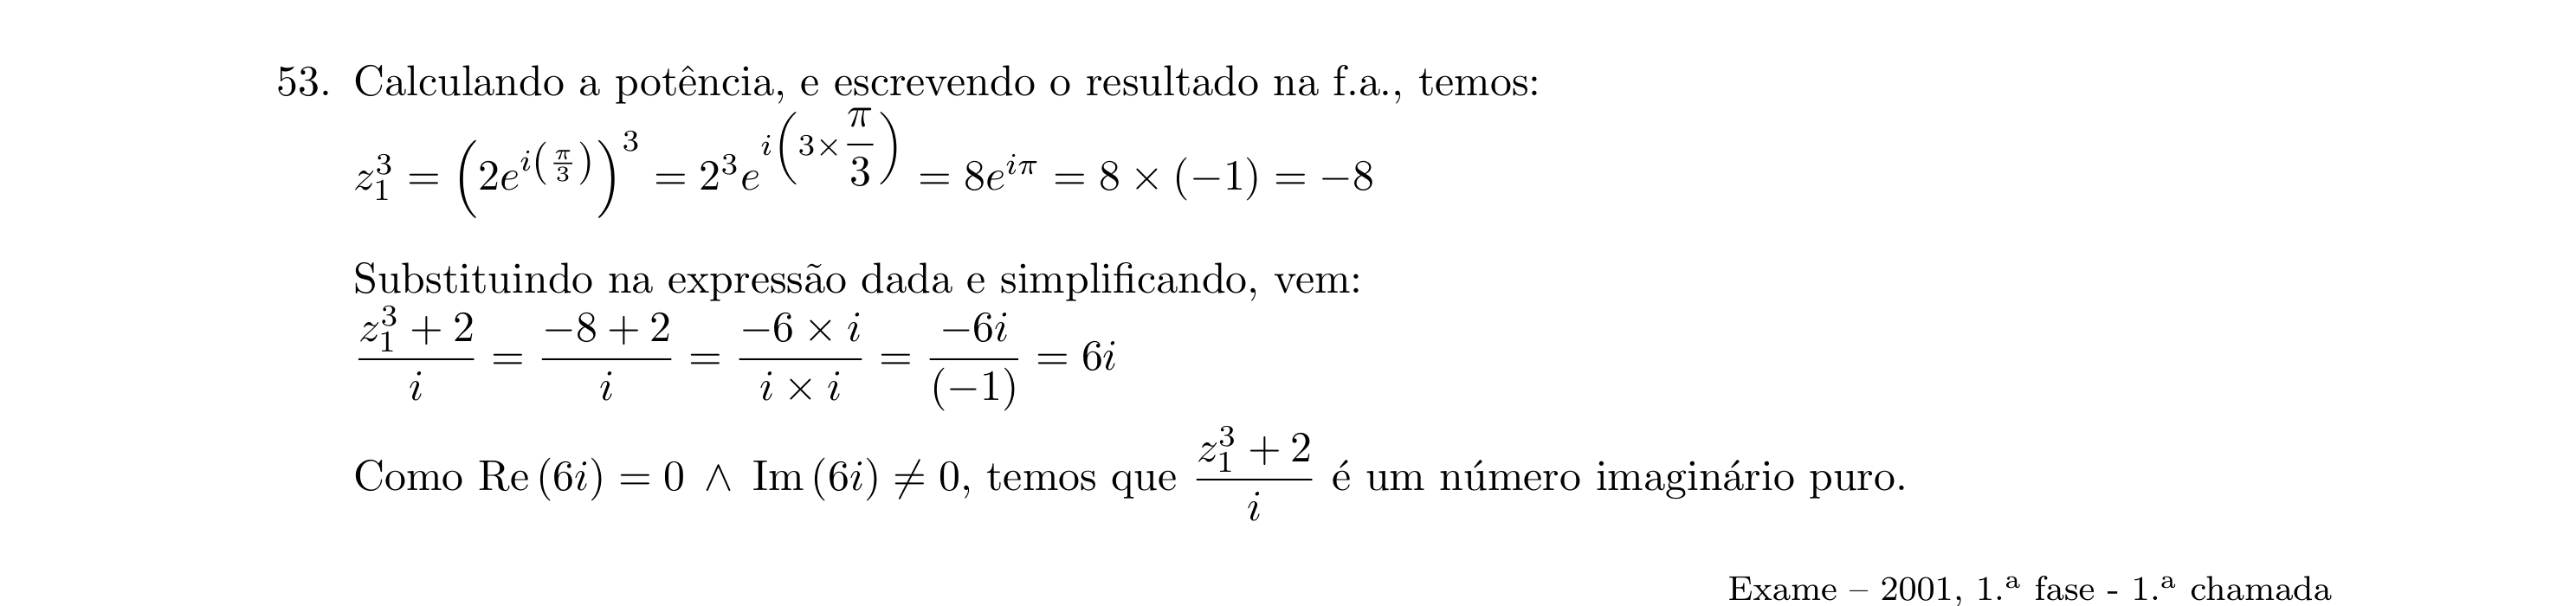 53. Calculando a potência, e escrevendo o resultado na f.a., temos:
$z_1^3 = \left(2e^{i\left(\frac{\pi}{3}\right)}\right)^3 = 2^3 e^{i\left(3 \times \frac{\pi}{3}\right)} = 8e^{i\pi} = 8 \times (-1) = -8$
Substituindo na expressão dada e simplificando, vem:
$\frac{z_1^3 + 2}{i} = \frac{-8 + 2}{i} = \frac{-6 \times i}{i \times i} = \frac{-6i}{(-1)} = 6i$
Como $\mathrm{Re}\,(6i) = 0 \ \wedge \ \mathrm{Im}\,(6i) \neq 0$, temos que $\frac{z_1^3 + 2}{i}$ é um número imaginário puro.
Exame – 2001, 1.ª fase - 1.ª chamada